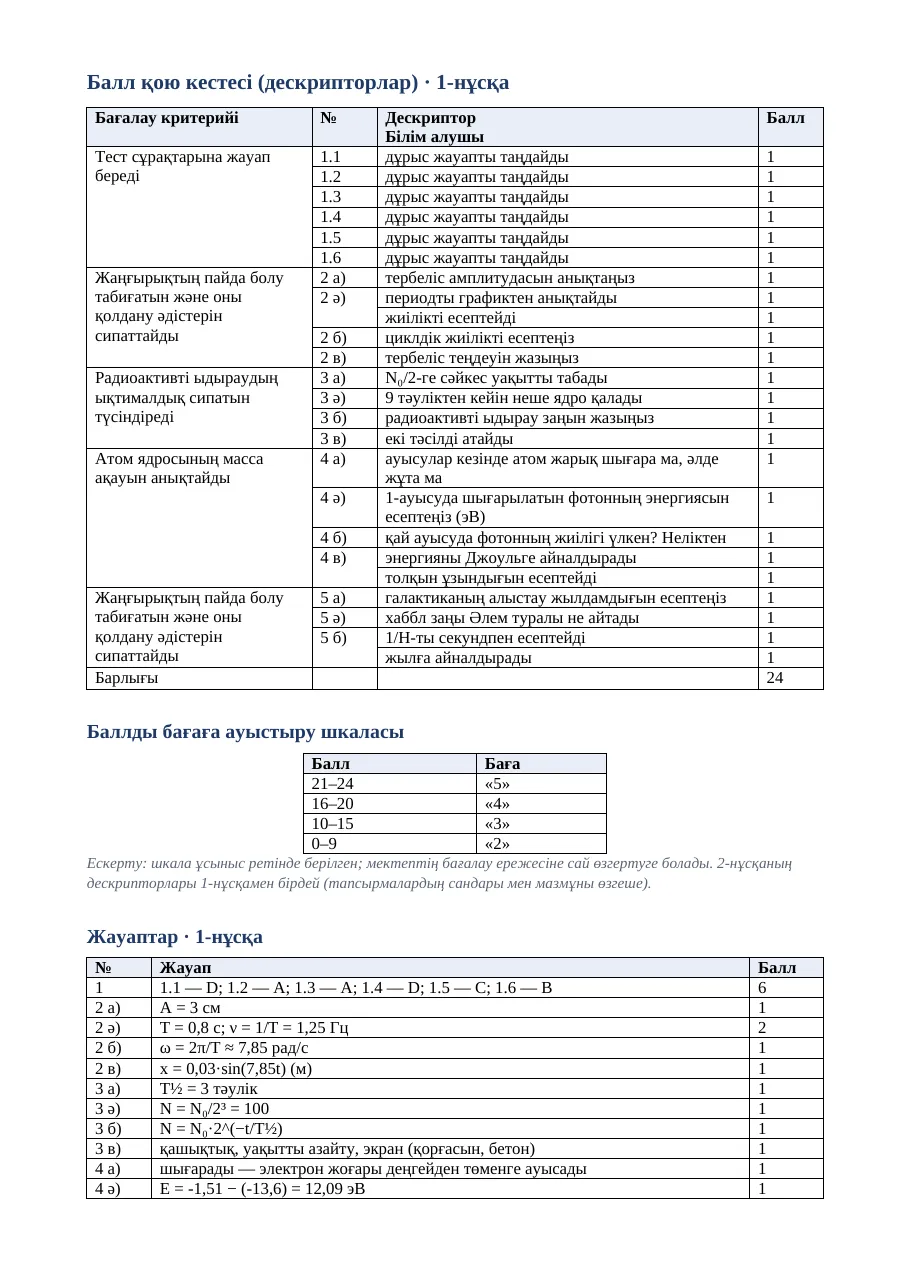 Балл қою кестесі (дескрипторлар) · 1-нұсқа
Бағалау критерийі № Дескриптор Балл
Білім алушы
Тест сұрақтарына жауап 1.1 дұрыс жауапты таңдайды 1
береді 1.2 дұрыс жауапты таңдайды 1
1.3 дұрыс жауапты таңдайды 1
1.4 дұрыс жауапты таңдайды 1
1.5 дұрыс жауапты таңдайды 1
1.6 дұрыс жауапты таңдайды 1
Жаңғырықтың пайда болу 2 а) тербеліс амплитудасын анықтаңыз 1
табиғатын және оны 2 ә) периодты графиктен анықтайды 1
қолдану әдістерін жиілікті есептейді 1
сипаттайды 2 б) циклдік жиілікті есептеңіз 1
2 в) тербеліс теңдеуін жазыңыз 1
Радиоактивті ыдыраудың 3 а) N₀/2-ге сәйкес уақытты табады 1
ықтималдық сипатын 3 ә) 9 тәуліктен кейін неше ядро қалады 1
түсіндіреді 3 б) радиоактивті ыдырау заңын жазыңыз 1
3 в) екі тәсілді атайды 1
Атом ядросының масса 4 а) ауысулар кезінде атом жарық шығара ма, әлде 1
ақауын анықтайды жұта ма
4 ә) 1-ауысуда шығарылатын фотонның энергиясын 1
есептеңіз (эВ)
4 б) қай ауысуда фотонның жиілігі үлкен? Неліктен 1
4 в) энергияны Джоульге айналдырады 1
толқын ұзындығын есептейді 1
Жаңғырықтың пайда болу 5 а) галактиканың алыстау жылдамдығын есептеңіз 1
табиғатын және оны 5 ә) хаббл заңы Әлем туралы не айтады 1
қолдану әдістерін 5 б) 1/H-ты секундпен есептейді 1
сипаттайды жылға айналдырады 1
Барлығы 24
Баллды бағаға ауыстыру шкаласы
Балл Баға
21–24 «5»
16–20 «4»
10–15 «3»
0–9 «2»
Ескерту: шкала ұсыныс ретінде берілген; мектептің бағалау ережесіне сай өзгертуге болады. 2-нұсқаның
дескрипторлары 1-нұсқамен бірдей (тапсырмалардың сандары мен мазмұны өзгеше).
Жауаптар · 1-нұсқа
№ Жауап Балл
1 1.1 — D; 1.2 — A; 1.3 — A; 1.4 — D; 1.5 — C; 1.6 — B 6
2 а) A = 3 см 1
2 ә) T = 0,8 с; ν = 1/T = 1,25 Гц 2
2 б) ω = 2π/T ≈ 7,85 рад/с 1
2 в) x = 0,03·sin(7,85t) (м) 1
3 а) T½ = 3 тәулік 1
3 ә) N = N₀/2³ = 100 1
3 б) N = N₀·2^(−t/T½) 1
3 в) қашықтық, уақытты азайту, экран (қорғасын, бетон) 1
4 а) шығарады — электрон жоғары деңгейден төменге ауысады 1
4 ә) E = -1,51 − (-13,6) = 12,09 эВ 1